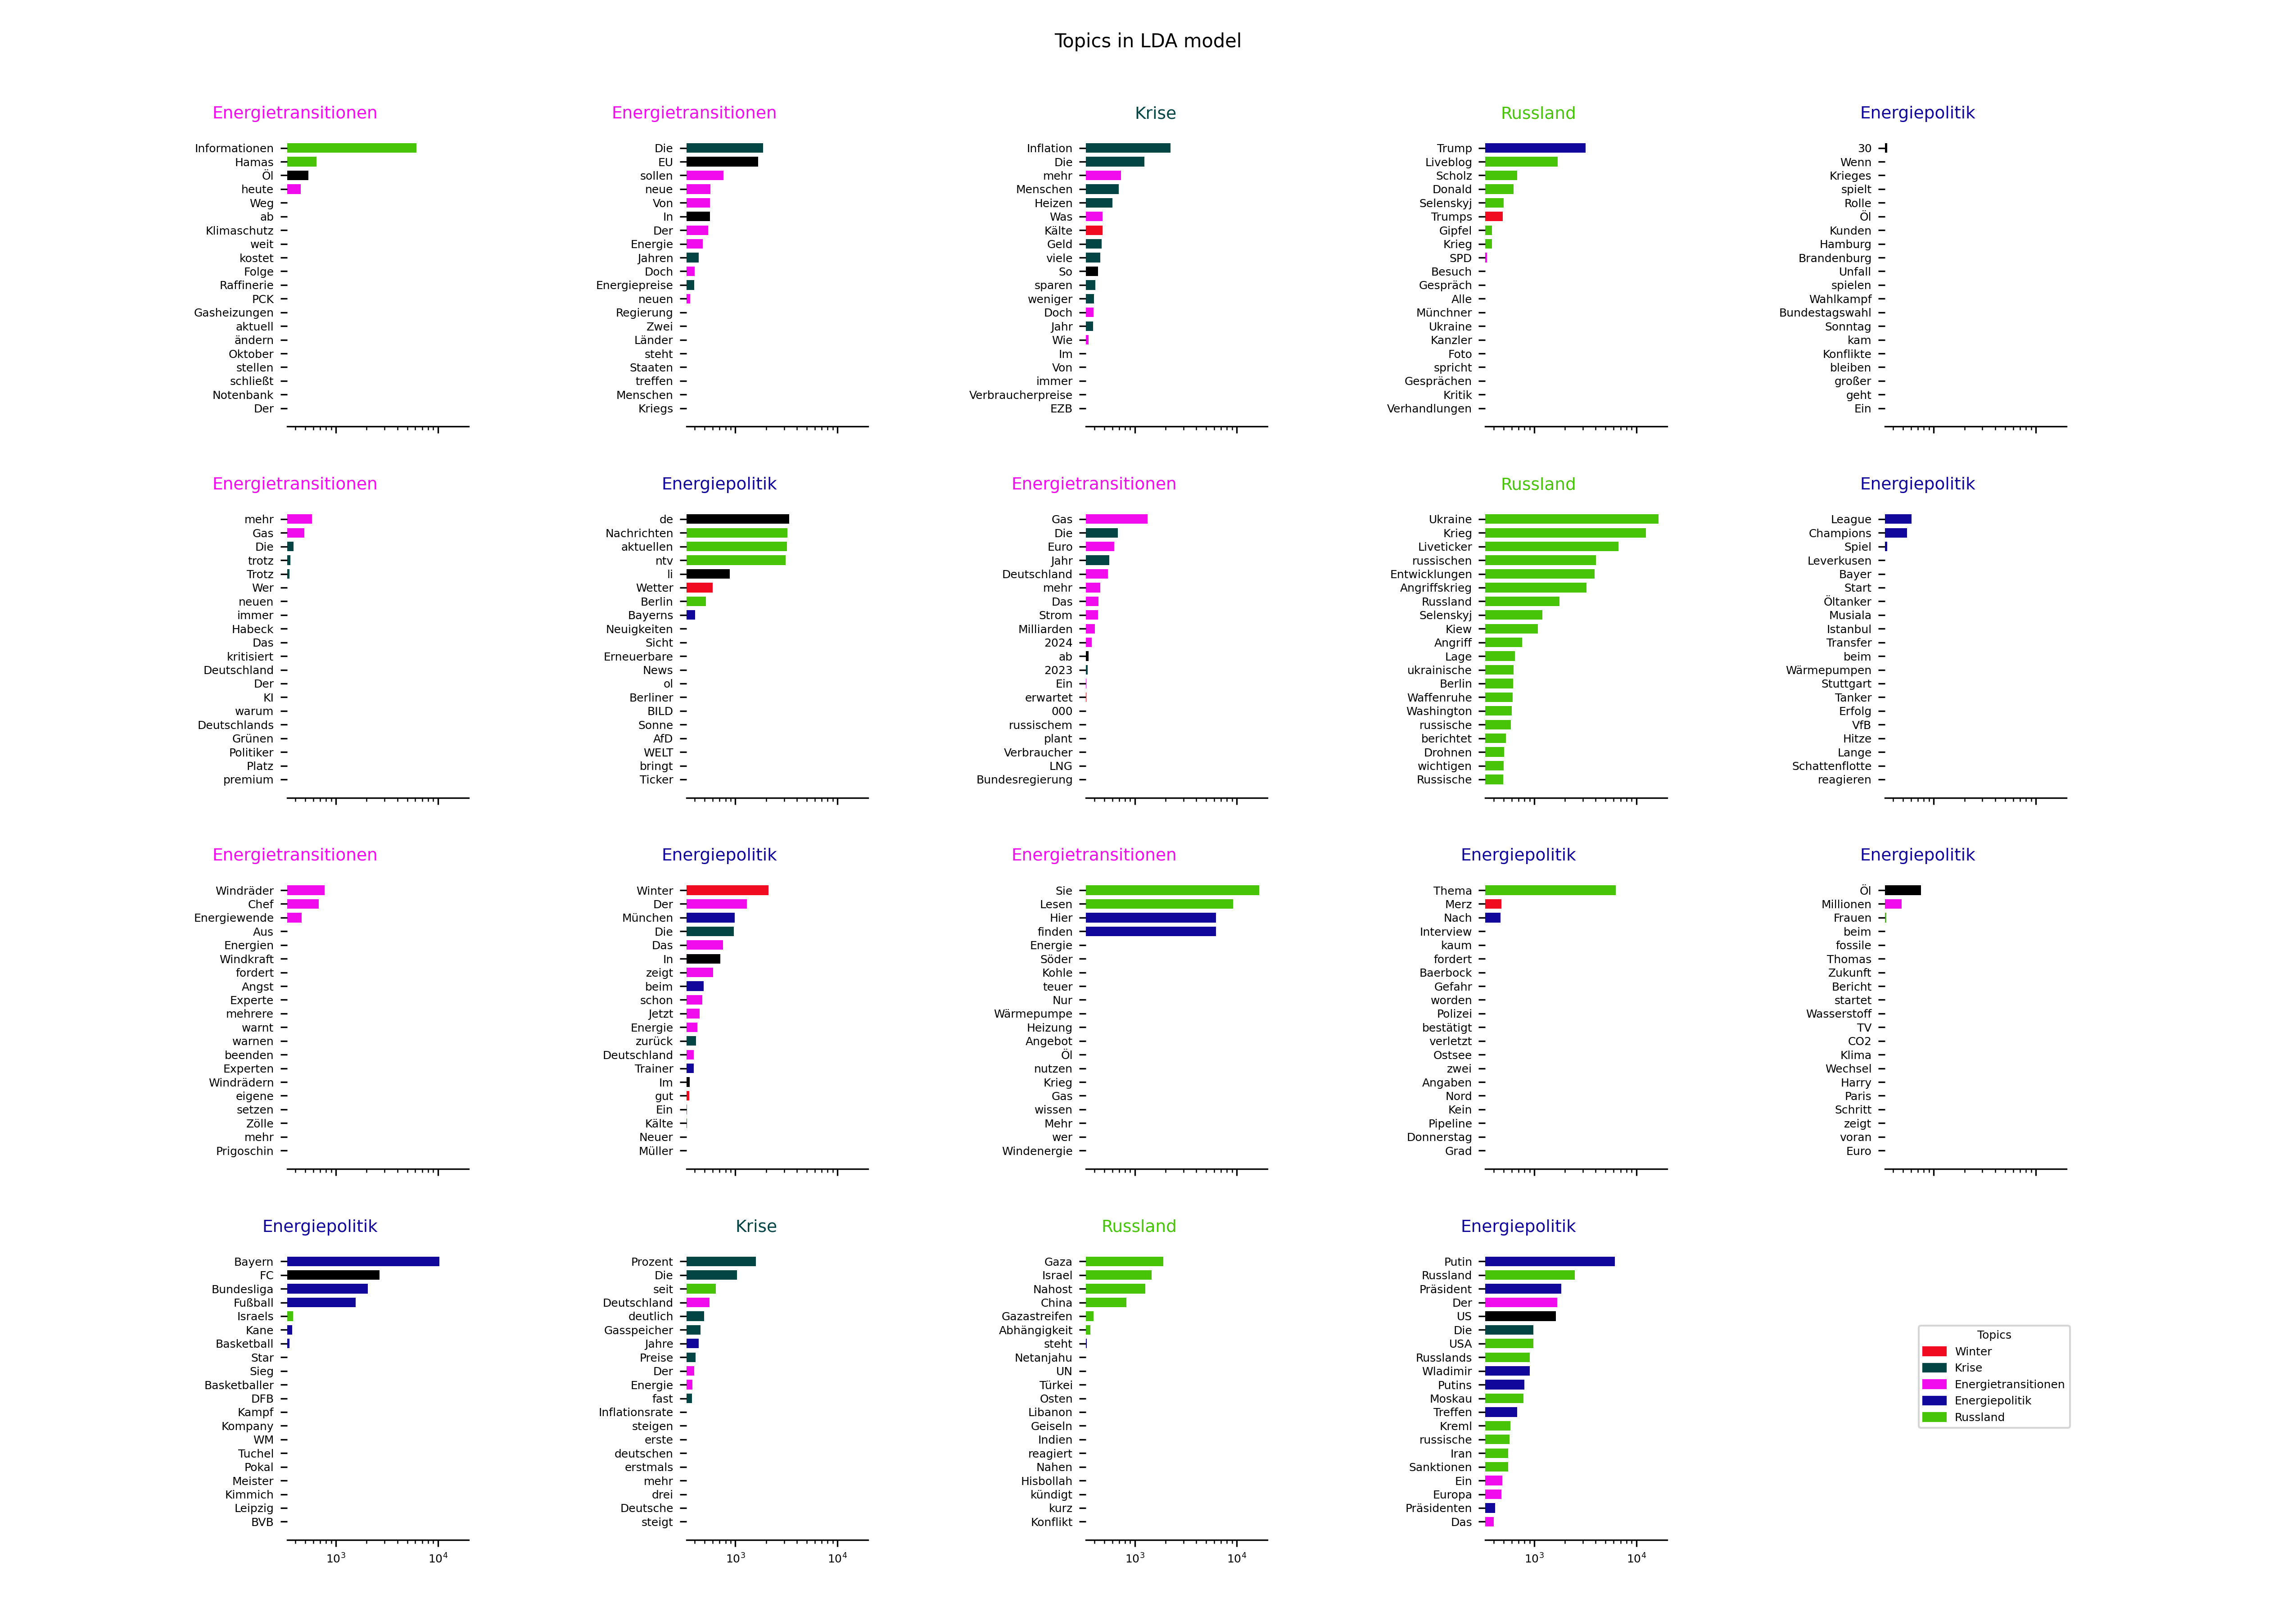 Topics in LDA model
Energietransitionen
Informationen
Hamas
Öl
heute
Weg
ab
Klimaschutz
weit
kostet
Folge
Raffinerie
PCK
Gasheizungen
aktuell
ändern
Oktober
stellen
schließt
Notenbank
Der
Energietransitionen
Die
EU
sollen
neue
Von
In
Der
Energie
Jahren
Doch
Energiepreise
neuen
Regierung
Zwei
Länder
steht
Staaten
treffen
Menschen
Kriegs
Krise
Inflation
Die
mehr
Menschen
Heizen
Was
Kälte
Geld
viele
So
sparen
weniger
Doch
Jahr
Wie
Im
Von
immer
Verbraucherpreise
EZB
Russland
Trump
Liveblog
Scholz
Donald
Selenskyj
Trumps
Gipfel
Krieg
SPD
Besuch
Gespräch
Alle
Münchner
Ukraine
Kanzler
Foto
spricht
Gesprächen
Kritik
Verhandlungen
Energiepolitik
30
Wenn
Krieges
spielt
Rolle
Öl
Kunden
Hamburg
Brandenburg
Unfall
spielen
Wahlkampf
Bundestagswahl
Sonntag
kam
Konflikte
bleiben
großer
geht
Ein
Energietransitionen
mehr
Gas
Die
trotz
Trotz
Wer
neuen
immer
Habeck
Das
kritisiert
Deutschland
Der
KI
warum
Deutschlands
Grünen
Politiker
Platz
premium
Energiepolitik
de
Nachrichten
aktuellen
ntv
li
Wetter
Berlin
Bayerns
Neuigkeiten
Sicht
Erneuerbare
News
ol
Berliner
BILD
Sonne
AfD
WELT
bringt
Ticker
Energietransitionen
Gas
Die
Euro
Jahr
Deutschland
mehr
Das
Strom
Milliarden
2024
ab
2023
Ein
erwartet
000
russischem
plant
Verbraucher
LNG
Bundesregierung
Russland
Ukraine
Krieg
Liveticker
russischen
Entwicklungen
Angriffskrieg
Russland
Selenskyj
Kiew
Angriff
Lage
ukrainische
Berlin
Waffenruhe
Washington
russische
berichtet
Drohnen
wichtigen
Russische
Energiepolitik
League
Champions
Spiel
Leverkusen
Bayer
Start
Öltanker
Musiala
Istanbul
Transfer
beim
Wärmepumpen
Stuttgart
Tanker
Erfolg
VfB
Hitze
Lange
Schattenflotte
reagieren
Energietransitionen
Windräder
Chef
Energiewende
Aus
Energien
Windkraft
fordert
Angst
Experte
mehrere
warnt
warnen
beenden
Experten
Windrädern
eigene
setzen
Zölle
mehr
Prigoschin
Energiepolitik
Winter
Der
München
Die
Das
In
zeigt
beim
schon
Jetzt
Energie
zurück
Deutschland
Trainer
Im
gut
Ein
Kälte
Neuer
Müller
Energietransitionen
Sie
Lesen
Hier
finden
Energie
Söder
Kohle
teuer
Nur
Wärmepumpe
Heizung
Angebot
Öl
nutzen
Krieg
Gas
wissen
Mehr
wer
Windenergie
Energiepolitik
Thema
Merz
Nach
Interview
kaum
fordert
Baerbock
Gefahr
worden
Polizei
bestätigt
verletzt
Ostsee
zwei
Angaben
Nord
Kein
Pipeline
Donnerstag
Grad
Energiepolitik
Öl
Millionen
Frauen
beim
fossile
Thomas
Zukunft
Bericht
startet
Wasserstoff
TV
CO2
Klima
Wechsel
Harry
Paris
Schritt
zeigt
voran
Euro
Energiepolitik
Bayern
FC
Bundesliga
Fußball
Israels
Kane
Basketball
Star
Sieg
Basketballer
DFB
Kampf
Kompany
WM
Tuchel
Pokal
Meister
Kimmich
Leipzig
BVB
10³ 10⁴
Krise
Prozent
Die
seit
Deutschland
deutlich
Gasspeicher
Jahre
Preise
Der
Energie
fast
Inflationsrate
steigen
erste
deutschen
erstmals
mehr
drei
Deutsche
steigt
10³ 10⁴
Russland
Gaza
Israel
Nahost
China
Gazastreifen
Abhängigkeit
steht
Netanjahu
UN
Türkei
Osten
Libanon
Geiseln
Indien
reagiert
Nahen
Hisbollah
kündigt
kurz
Konflikt
10³ 10⁴
Energiepolitik
Putin
Russland
Präsident
Der
US
Die
USA
Russlands
Wladimir
Putins
Moskau
Treffen
Kreml
russische
Iran
Sanktionen
Ein
Europa
Präsidenten
Das
10³ 10⁴
Topics
Winter
Krise
Energietransitionen
Energiepolitik
Russland